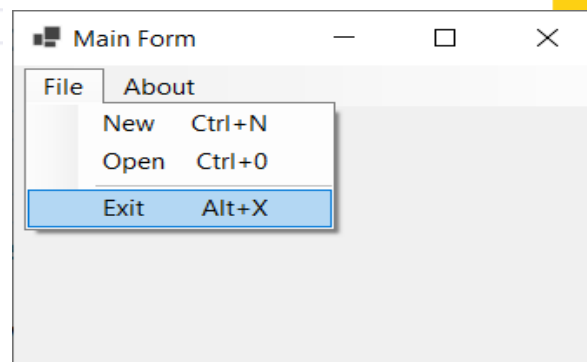 Main Form
File About
New Ctrl+N
Open Ctrl+0
Exit Alt+X